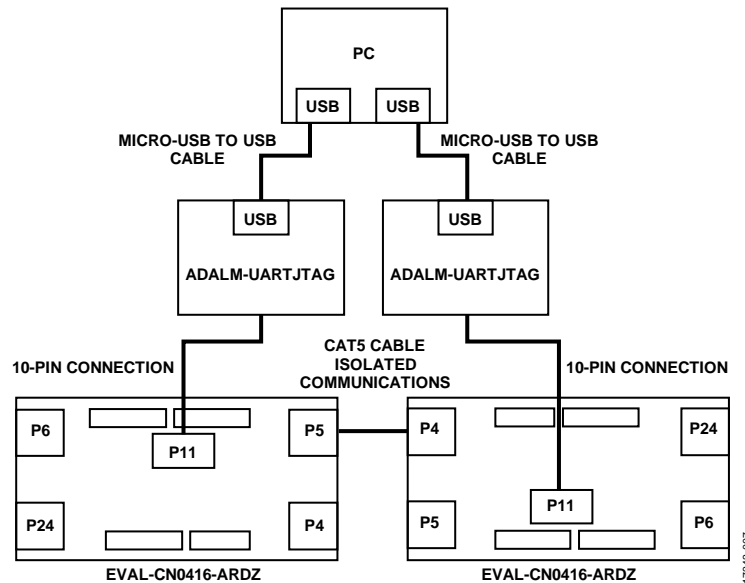 PC
USB
USB
MICRO-USB TO USB
CABLE
MICRO-USB TO USB
CABLE
USB
USB
ADALM-UARTJTAG
ADALM-UARTJTAG
10-PIN CONNECTION
CAT5 CABLE
ISOLATED
COMMUNICATIONS
10-PIN CONNECTION
P6
P11
P5
P24
P4
EVAL-CN0416-ARDZ
P4
P24
P11
P5
P6
EVAL-CN0416-ARDZ